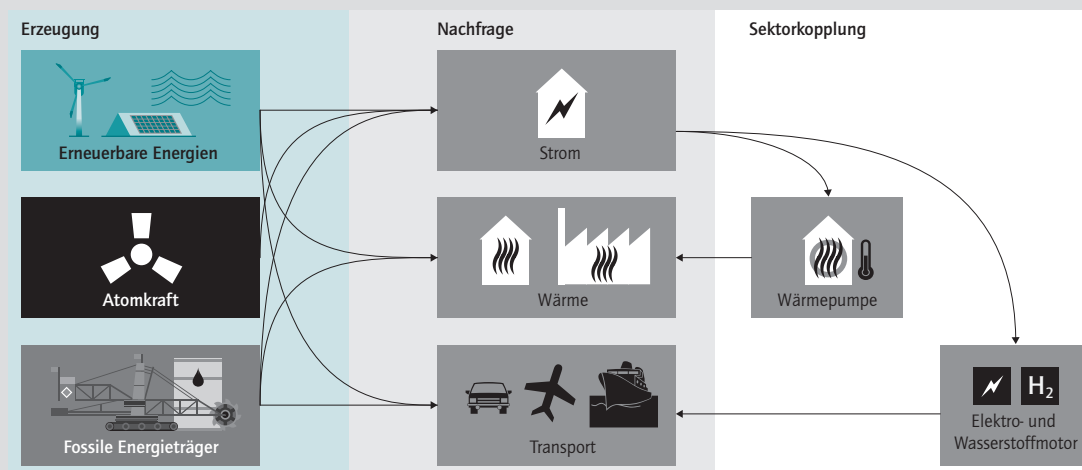 Erzeugung
Nachfrage
Sektorkopplung
Erneuerbare Energien
Strom
Atomkraft
Wärme
Wärmepumpe
Fossile Energieträger
Transport
H₂
Elektro- und
Wasserstoffmotor